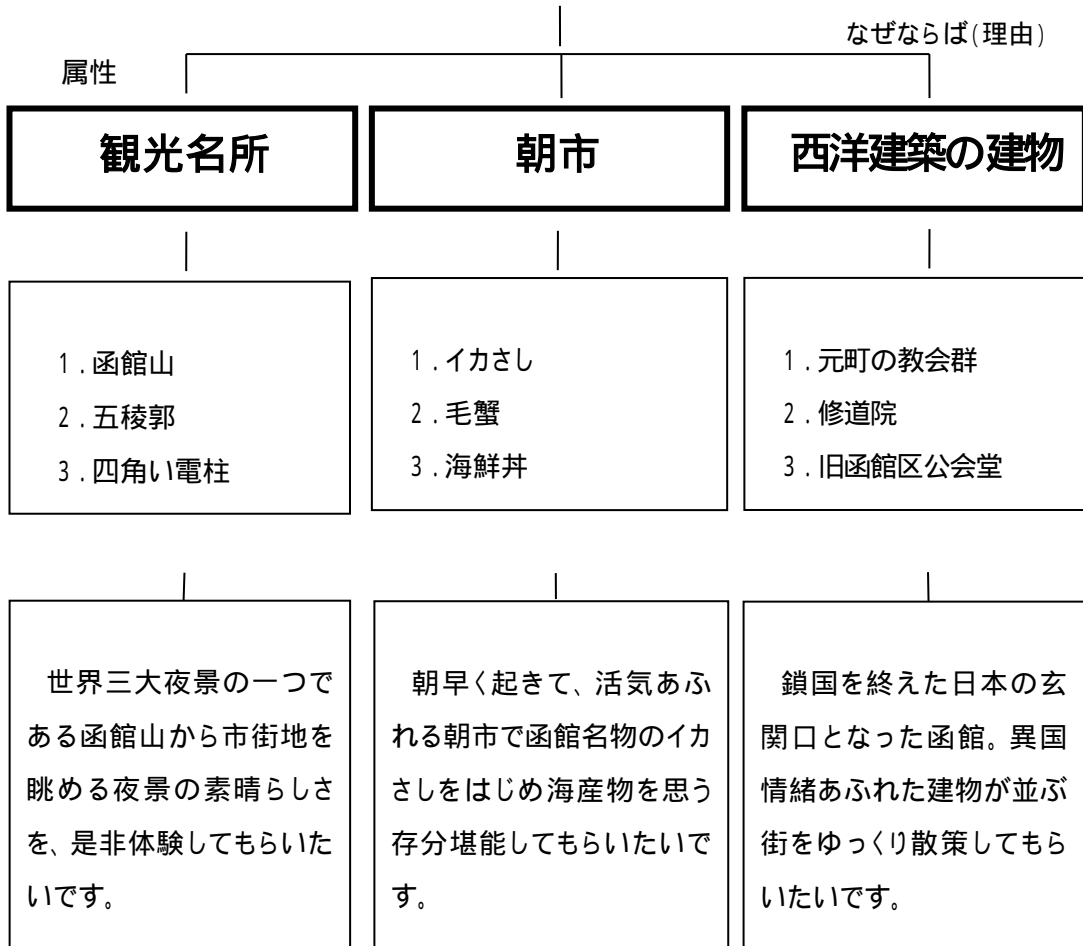 なぜならば(理由)
属性
観光名所
朝市
西洋建築の建物
1.函館山
2.五稜郭
3.四角い電柱
1.イカさし
2.毛蟹
3.海鮮丼
1.元町の教会群
2.修道院
3.旧函館区公会堂
世界三大夜景の一つで
ある函館山から市街地を
眺める夜景の素晴らしさ
を、是非体験してもらいた
いです。
朝早く起きて、活気あふ
れる朝市で函館名物のイカ
さしをはじめ海産物を思う
存分堪能してもらいたいで
す。
鎖国を終えた日本の玄
関口となった函館。異国
情緒あふれた建物が並ぶ
街をゆっくり散策してもら
いたいです。